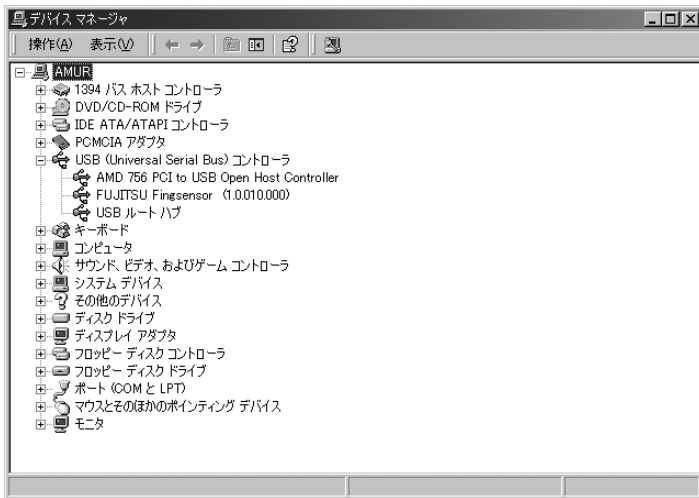 デバイス マネージャ
操作(A) 表示(V)
AMUR
1394 バス ホスト コントローラ
DVD/CD-ROM ドライブ
IDE ATA/ATAPI コントローラ
PCMCIA アダプタ
USB (Universal Serial Bus) コントローラ
AMD 756 PCI to USB Open Host Controller
FUJITSU Fingsensor (1.0.010.000)
USB ルート ハブ
キーボード
コンピュータ
サウンド、ビデオ、およびゲーム コントローラ
システム デバイス
その他のデバイス
ディスク ドライブ
ディスプレイ アダプタ
フロッピー ディスク コントローラ
フロッピー ディスク ドライブ
ポート (COM と LPT)
マウスとそのほかのポインティング デバイス
モニタ